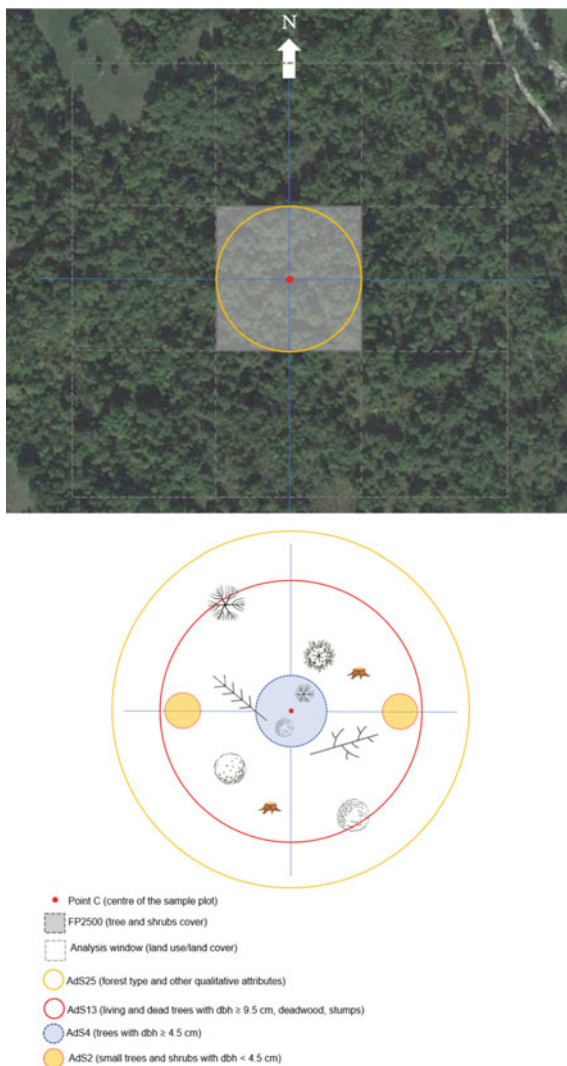 N
Point C (centre of the sample plot)
FP2500 (tree and shrubs cover)
Analysis window (land use/land cover)
AdS25 (forest type and other qualitative attributes)
AdS13 (living and dead trees with dbh ≥ 9.5 cm, deadwood, stumps)
AdS4 (trees with dbh ≥ 4.5 cm)
AdS2 (small trees and shrubs with dbh < 4.5 cm)